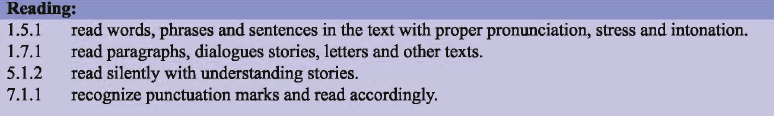 Reading:
1.5.1 read words, phrases and sentences in the text with proper pronunciation, stress and intonation.
1.7.1 read paragraphs, dialogues stories, letters and other texts.
5.1.2 read silently with understanding stories.
7.1.1 recognize punctuation marks and read accordingly.